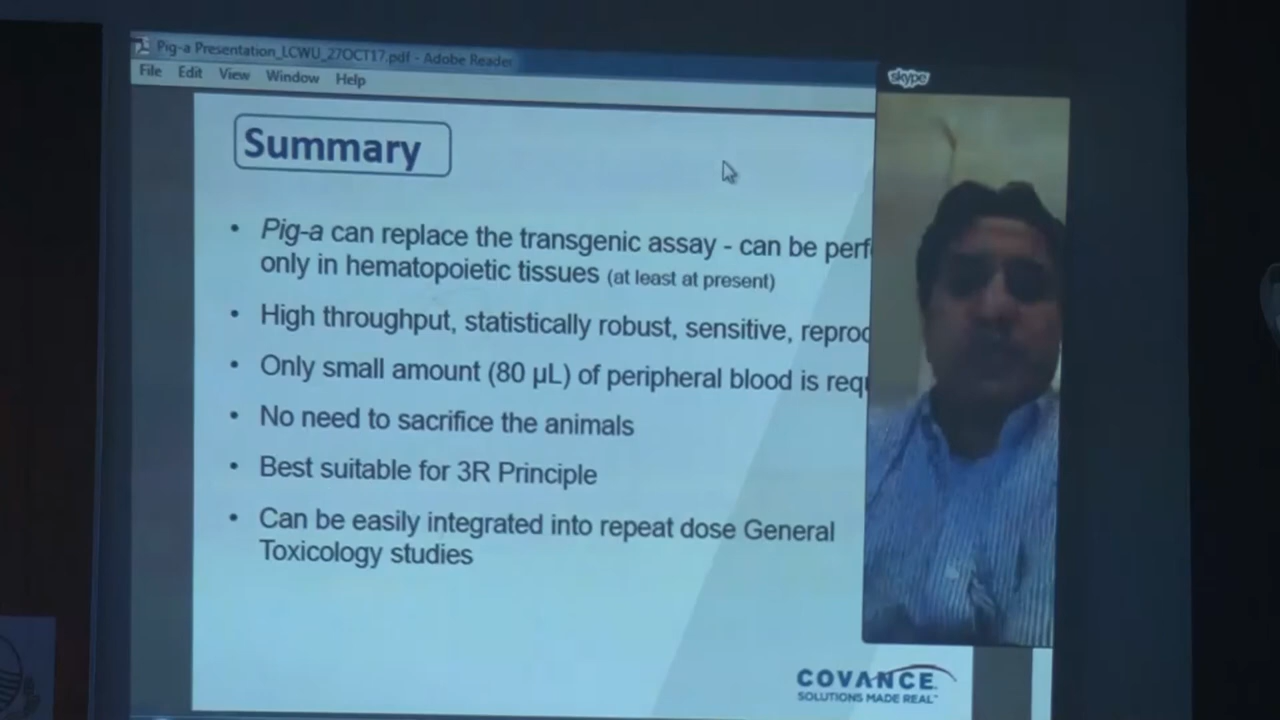 Pig-a Presentation_LCWU_27OCT17.pdf - Adobe Reader
File Edit View Window Help
skype
Summary
• Pig-a can replace the transgenic assay - can be perf
only in hematopoietic tissues (at least at present)
• High throughput, statistically robust, sensitive, reproc
• Only small amount (80 µL) of peripheral blood is requ
• No need to sacrifice the animals
• Best suitable for 3R Principle
• Can be easily integrated into repeat dose General
Toxicology studies
COVANCE
SOLUTIONS MADE REAL™